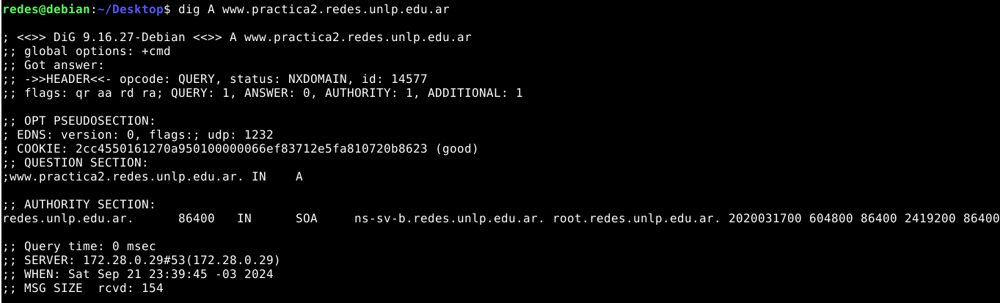 redes@debian:~/Desktop$ dig A www.practica2.redes.unlp.edu.ar
; <<>> DiG 9.16.27-Debian <<>> A www.practica2.redes.unlp.edu.ar
;; global options: +cmd
;; Got answer:
;; ->>HEADER<<- opcode: QUERY, status: NXDOMAIN, id: 14577
;; flags: qr aa rd ra; QUERY: 1, ANSWER: 0, AUTHORITY: 1, ADDITIONAL: 1
;; OPT PSEUDOSECTION:
; EDNS: version: 0, flags:; udp: 1232
; COOKIE: 2cc4550161270a950100000066ef83712e5fa810720b8623 (good)
;; QUESTION SECTION:
;www.practica2.redes.unlp.edu.ar. IN A
;; AUTHORITY SECTION:
redes.unlp.edu.ar. 86400 IN SOA ns-sv-b.redes.unlp.edu.ar. root.redes.unlp.edu.ar. 2020031700 604800 86400 2419200 86400
;; Query time: 0 msec
;; SERVER: 172.28.0.29#53(172.28.0.29)
;; WHEN: Sat Sep 21 23:39:45 -03 2024
;; MSG SIZE rcvd: 154